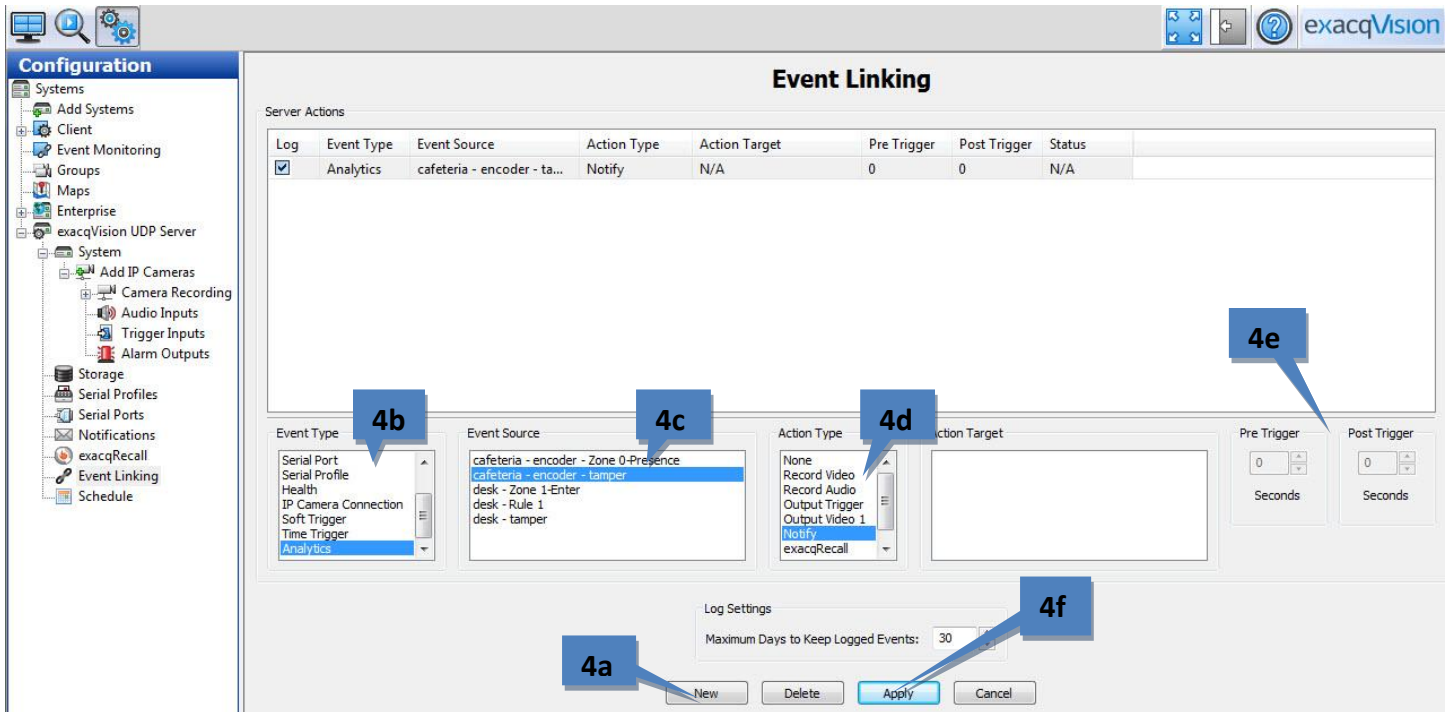 exacqVision
Configuration
Systems
Add Systems
Client
Event Monitoring
Groups
Maps
Enterprise
exacqVision UDP Server
System
Add IP Cameras
Camera Recording
Audio Inputs
Trigger Inputs
Alarm Outputs
Storage
Serial Profiles
Serial Ports
Notifications
exacqRecall
Event Linking
Schedule
Event Linking
Server Actions
Log Event Type Event Source Action Type Action Target Pre Trigger Post Trigger Status
Analytics cafeteria - encoder - ta... Notify N/A 0 0 N/A
4e
4b
4c
4d
Event Type
Serial Port
Serial Profile
Health
IP Camera Connection
Soft Trigger
Time Trigger
Analytics
Event Source
cafeteria - encoder - Zone 0-Presence
cafeteria - encoder - tamper
desk - Zone 1-Enter
desk - Rule 1
desk - tamper
Action Type
None
Record Video
Record Audio
Output Trigger
Output Video 1
Notify
exacqRecall
ction Target
Pre Trigger
0
Seconds
Post Trigger
0
Seconds
Log Settings
Maximum Days to Keep Logged Events: 30
4f
4a
New Delete Apply Cancel